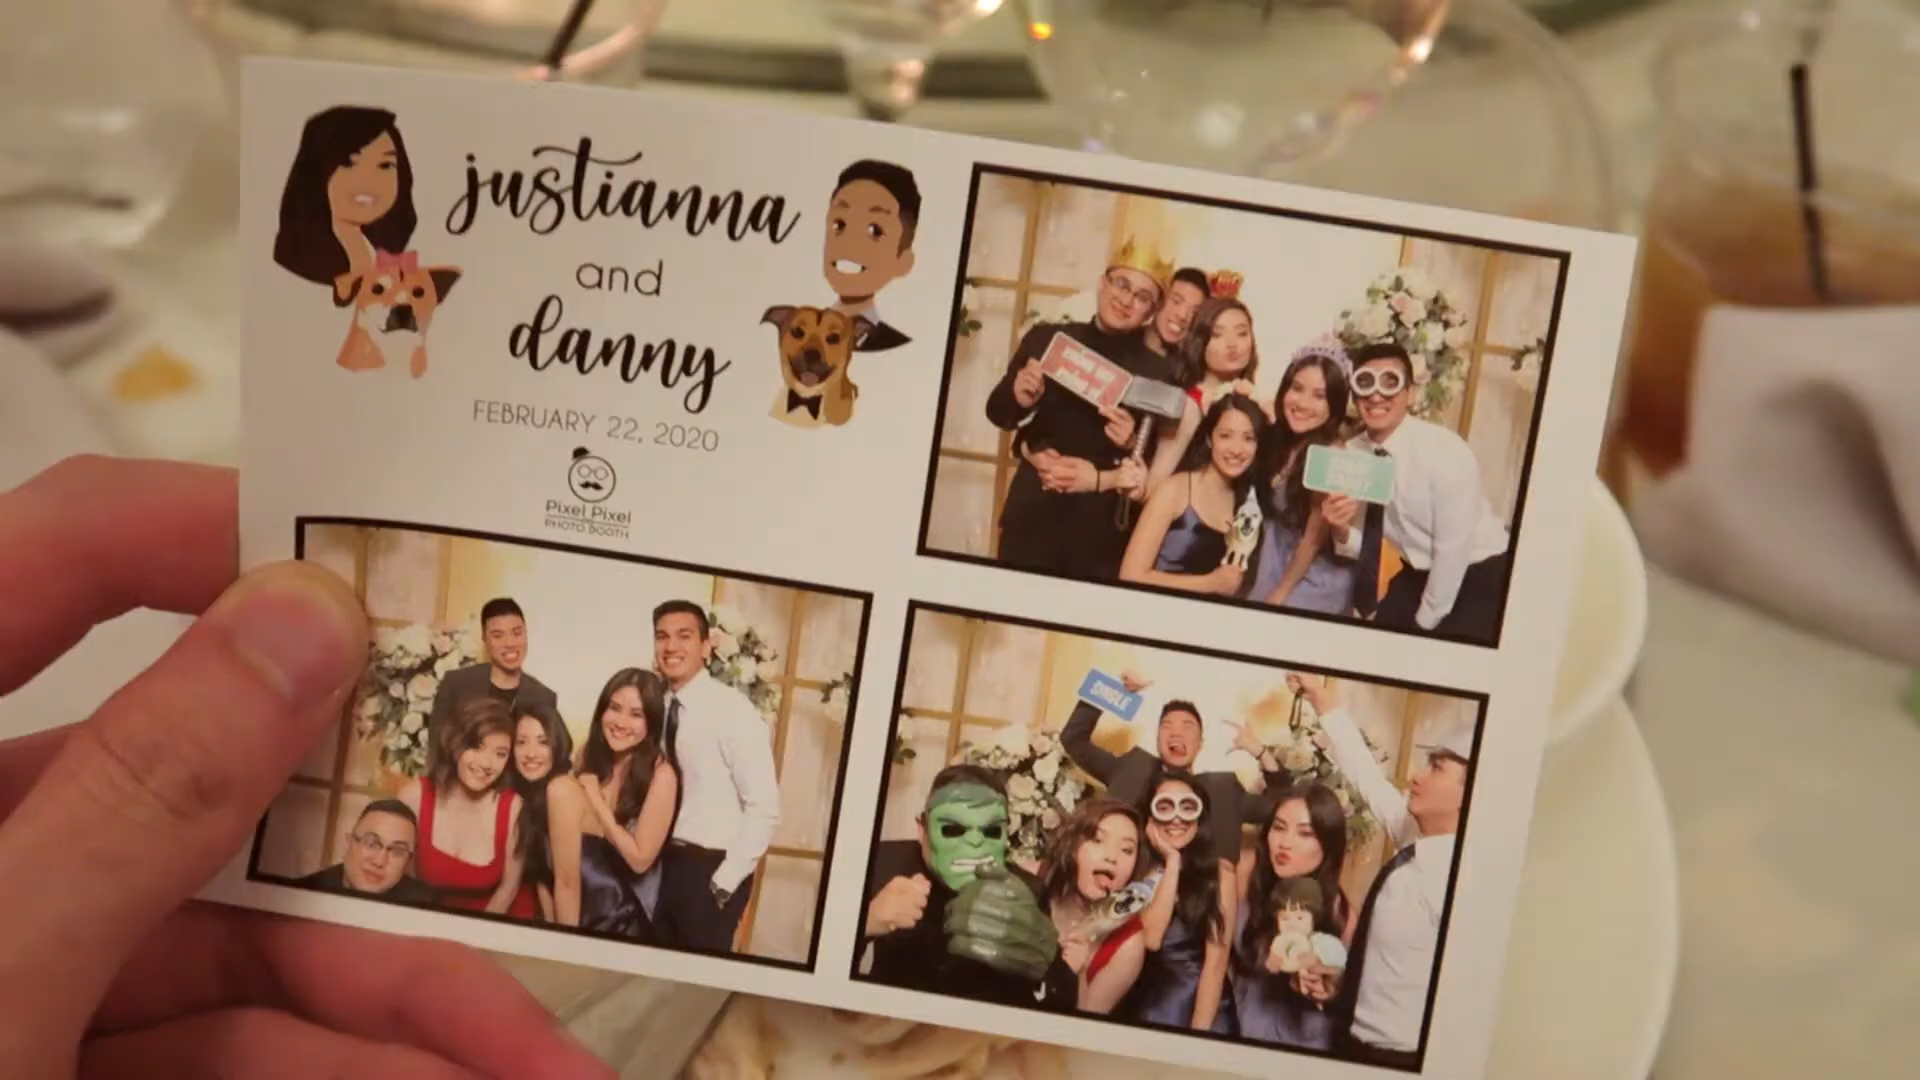 justianna
and
danny
FEBRUARY 22, 2020
Pixel Pixel
PHOTO BOOTH
SINGLE